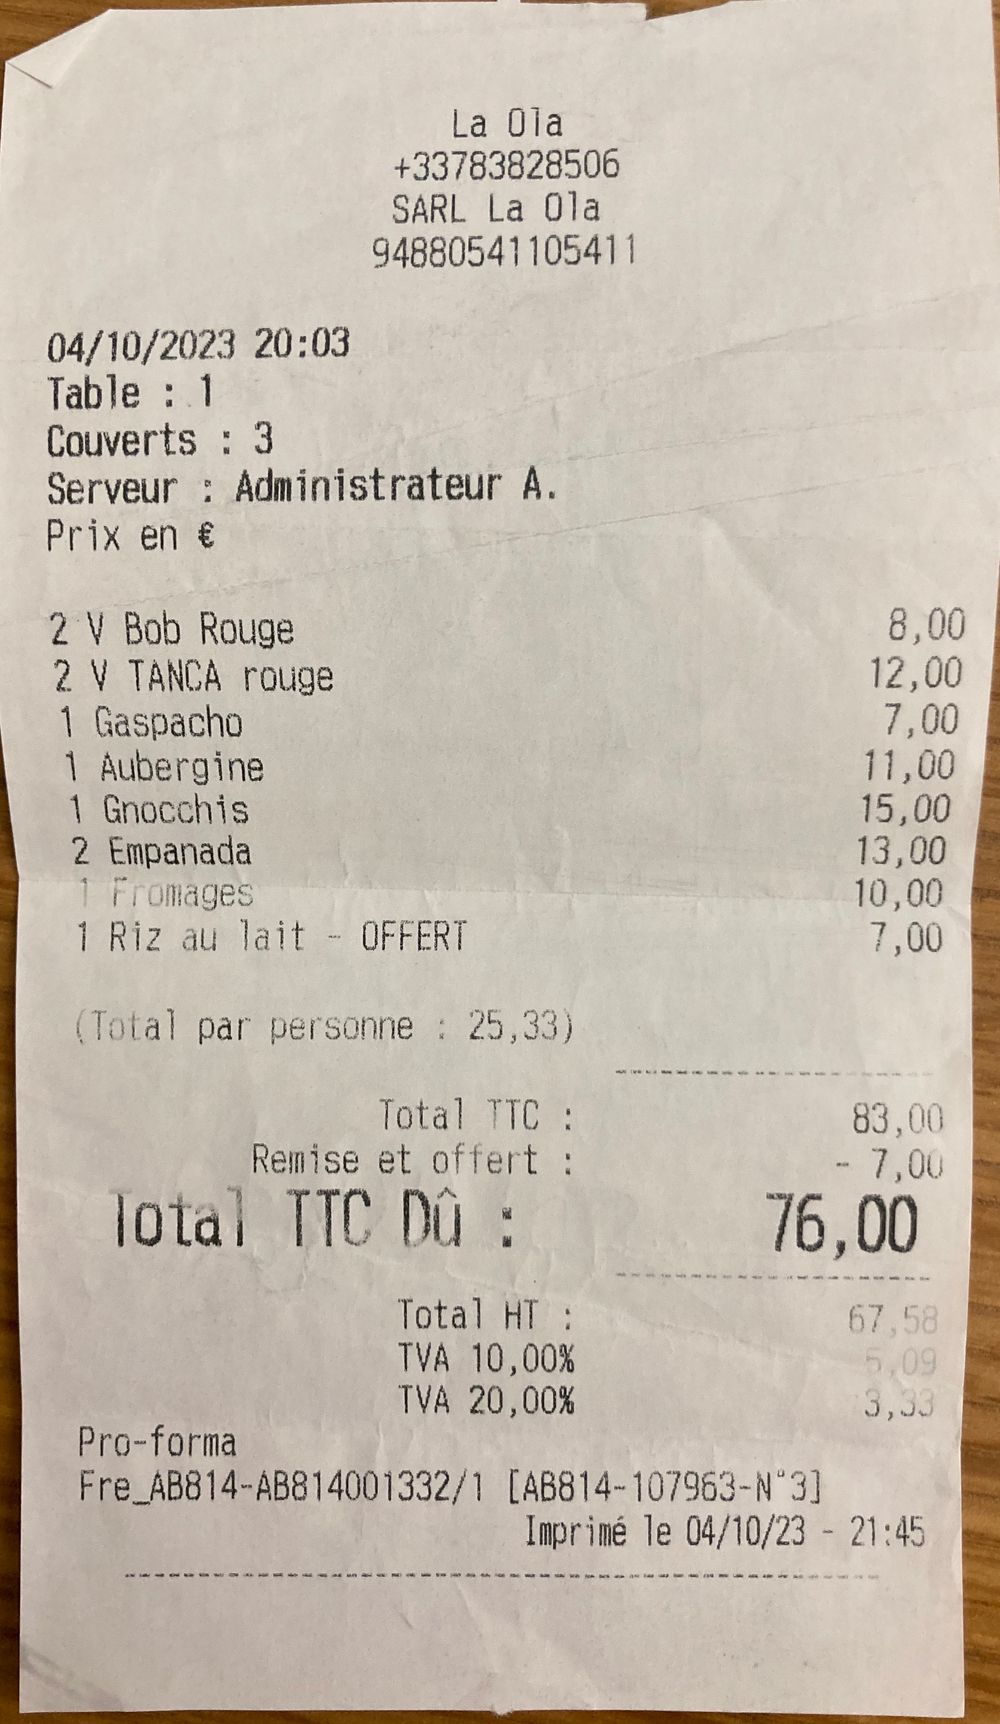 La Ola
+33783828506
SARL La Ola
94880541105411
04/10/2023 20:03
Table : 1
Couverts : 3
Serveur : Administrateur A.
Prix en €
2 V Bob Rouge 8,00
2 V TANCA rouge 12,00
1 Gaspacho 7,00
1 Aubergine 11,00
1 Gnocchis 15,00
2 Empanada 13,00
1 Fromages 10,00
1 Riz au lait - OFFERT 7,00
(Total par personne : 25,33)
Total TTC : 83,00
Remise et offert : - 7,00
Total TTC Dû : 76,00
Total HT : 67,58
TVA 10,00% 5,09
TVA 20,00% 3,33
Pro-forma
Fre_AB814-AB814001332/1 [AB814-107963-N°3]
Imprimé le 04/10/23 - 21:45